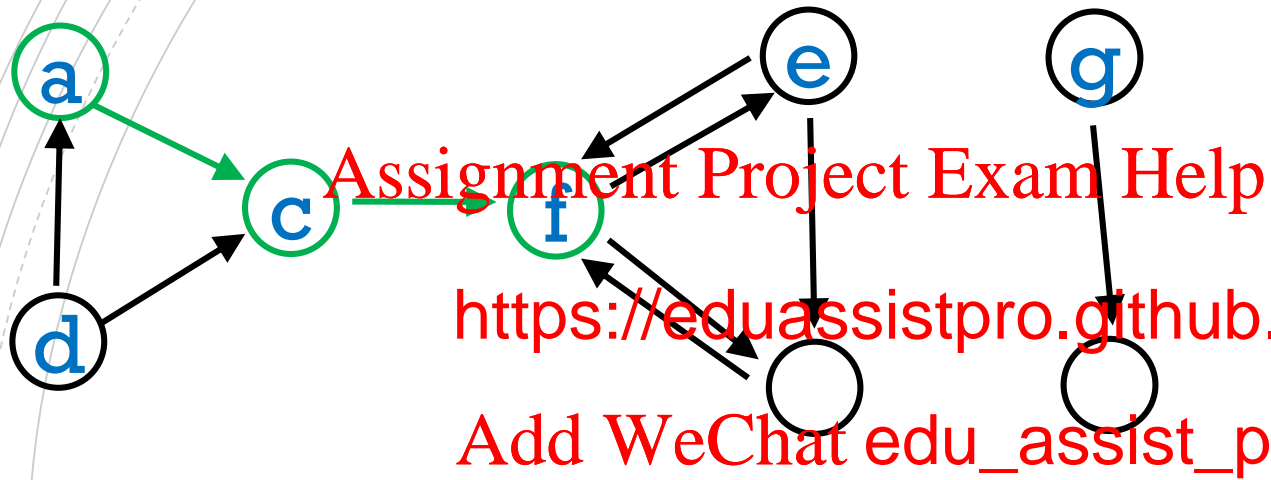 a
e
g
Assignment Project Exam Help
c
f
https://eduassistpro.github.
d
Add WeChat edu_assist_p